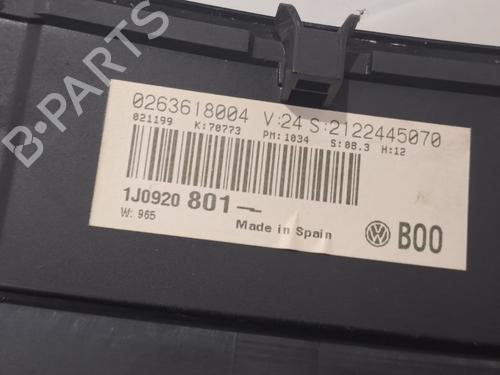 0263618004 V:24 S:2122445070
021199 K:70773 PM:1034 S:08.3 H:12
1J0920 801
W: 965 Made in Spain
B00
B-PARTS